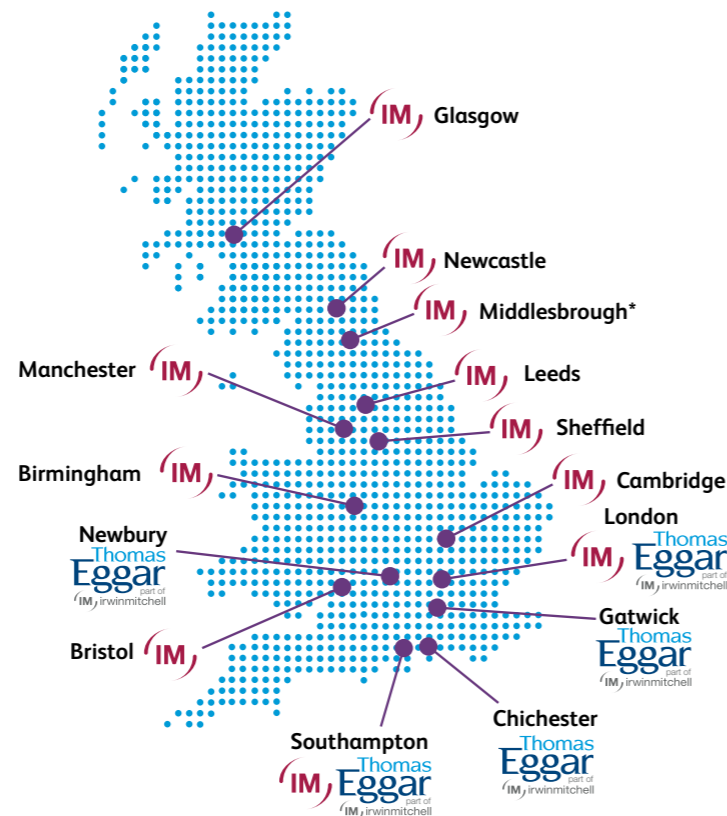 IM Glasgow
IM Newcastle
IM Middlesbrough*
Manchester IM
IM Leeds
IM Sheffield
Birmingham IM
IM Cambridge
London
IM Thomas
Eggar
part of
IM irwinmitchell
Newbury
Thomas
Eggar
part of
IM irwinmitchell
Gatwick
Thomas
Eggar
part of
IM irwinmitchell
Bristol IM
Chichester
Thomas
Eggar
part of
IM irwinmitchell
Southampton
IM Thomas
Eggar
part of
IM irwinmitchell